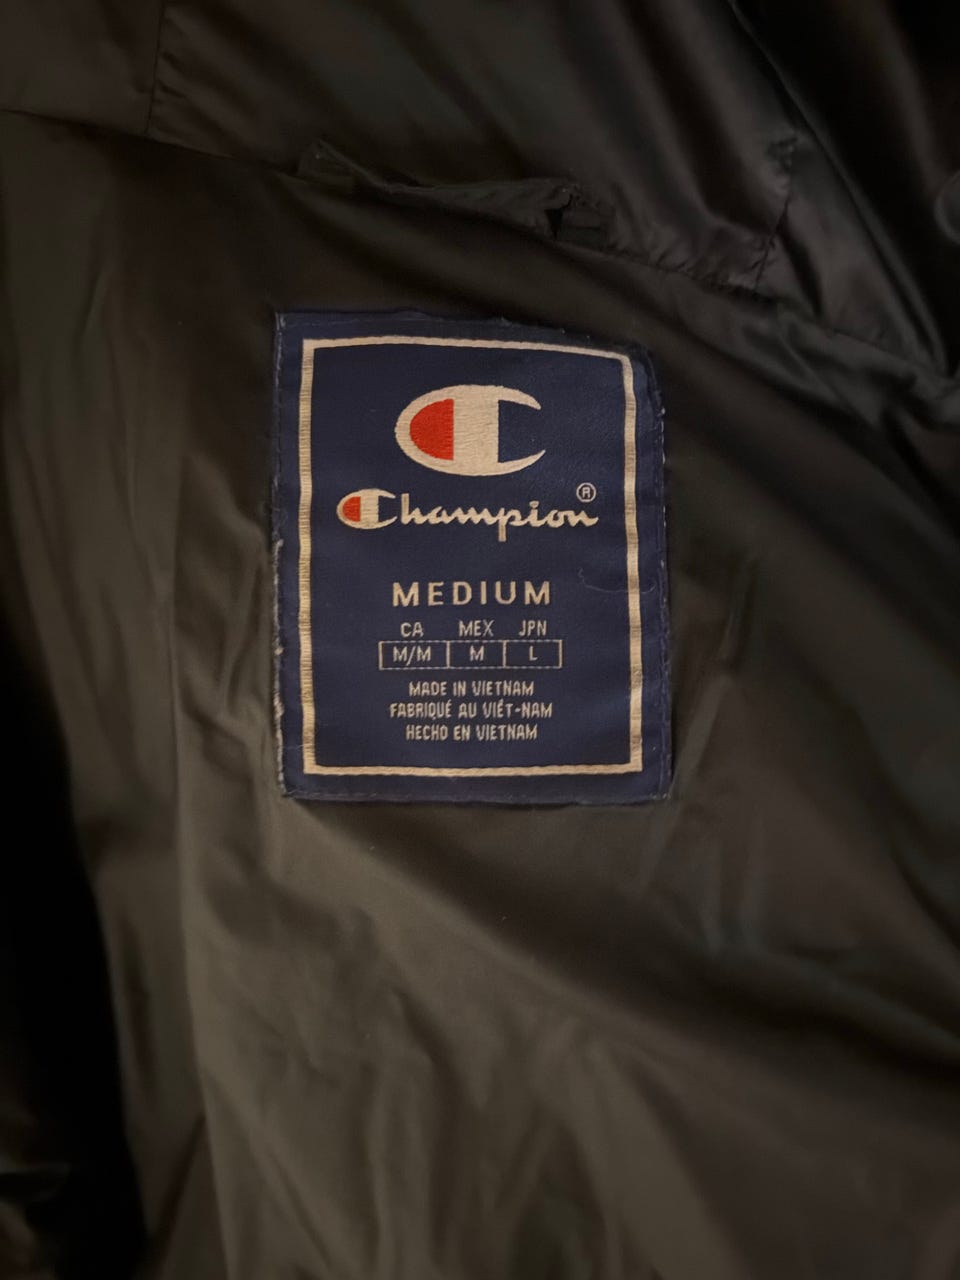 Champion®
MEDIUM
CA MEX JPN
M/M M L
MADE IN VIETNAM
FABRIQUÉ AU VIÊT-NAM
HECHO EN VIETNAM